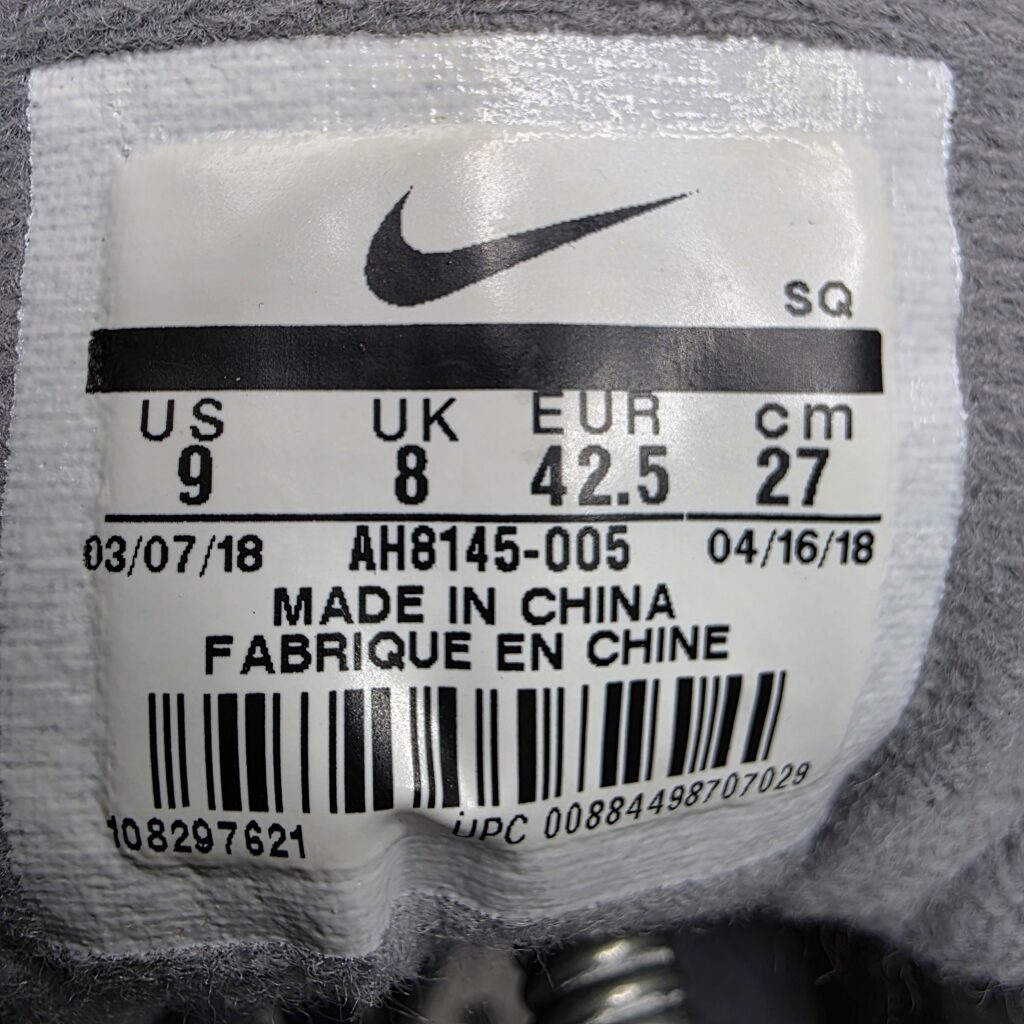 SQ
US UK EUR cm
9 8 42.5 27
03/07/18 AH8145-005 04/16/18
MADE IN CHINA
FABRIQUE EN CHINE
108297621 UPC 00884498707029